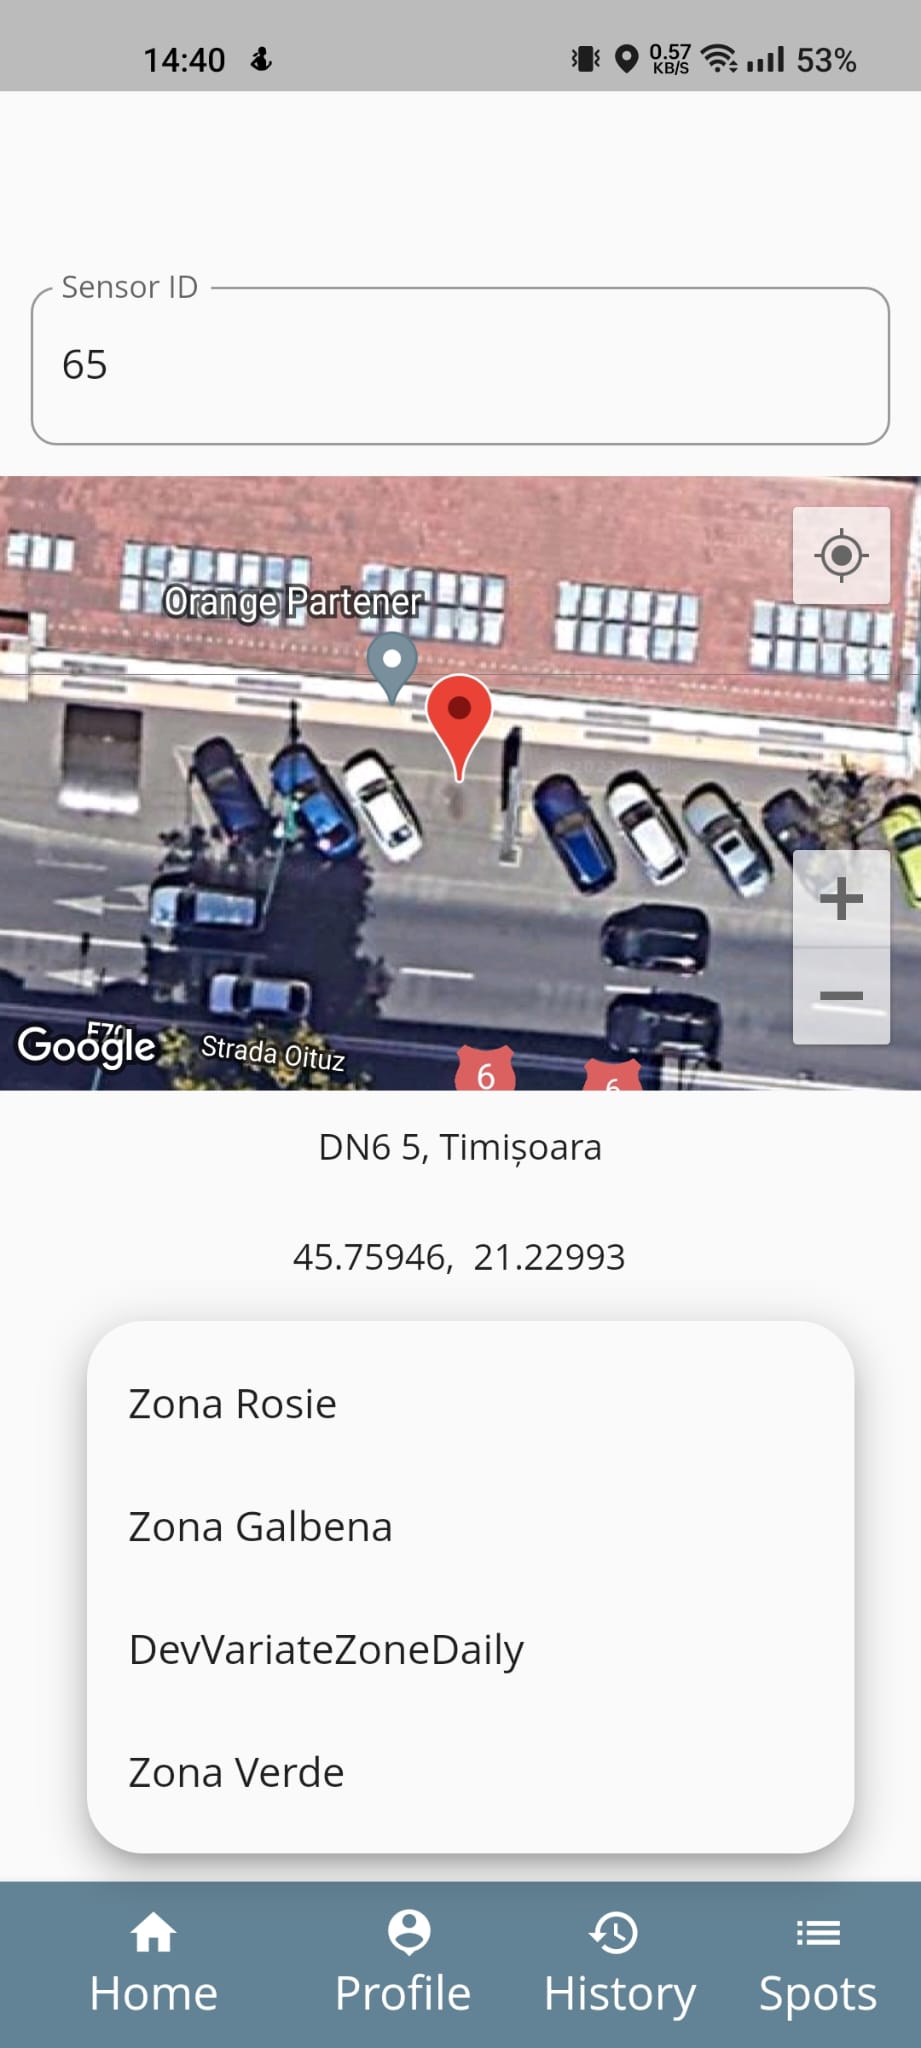 14:40
0.57
KB/S
53%
Sensor ID
65
Orange Partener
Google
E70
Strada Oituz
6
6
DN6 5, Timișoara
45.75946, 21.22993
Zona Rosie
Zona Galbena
DevVariateZoneDaily
Zona Verde
Home
Profile
History
Spots